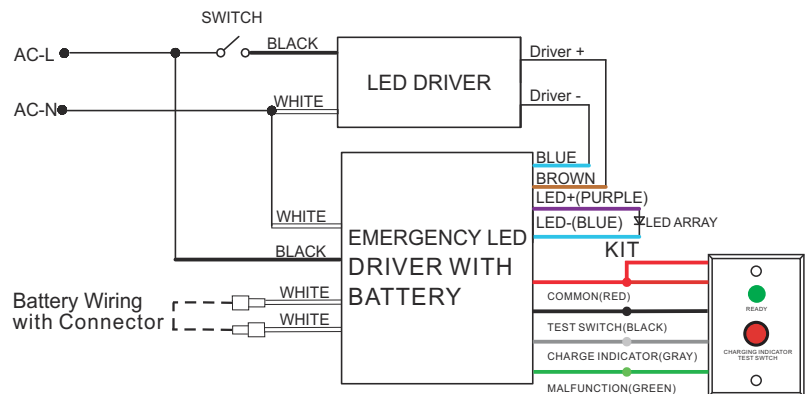 SWITCH
AC-L
BLACK
LED DRIVER
Driver +
Driver -
AC-N
WHITE
BLUE
BROWN
LED+(PURPLE)
LED-(BLUE)
LED ARRAY
KIT
WHITE
BLACK
EMERGENCY LED
DRIVER WITH
BATTERY
Battery Wiring
with Connector
WHITE
WHITE
COMMON(RED)
TEST SWITCH(BLACK)
CHARGE INDICATOR(GRAY)
MALFUNCTION(GREEN)
READY
CHARGING INDICATOR
TEST SWTCH